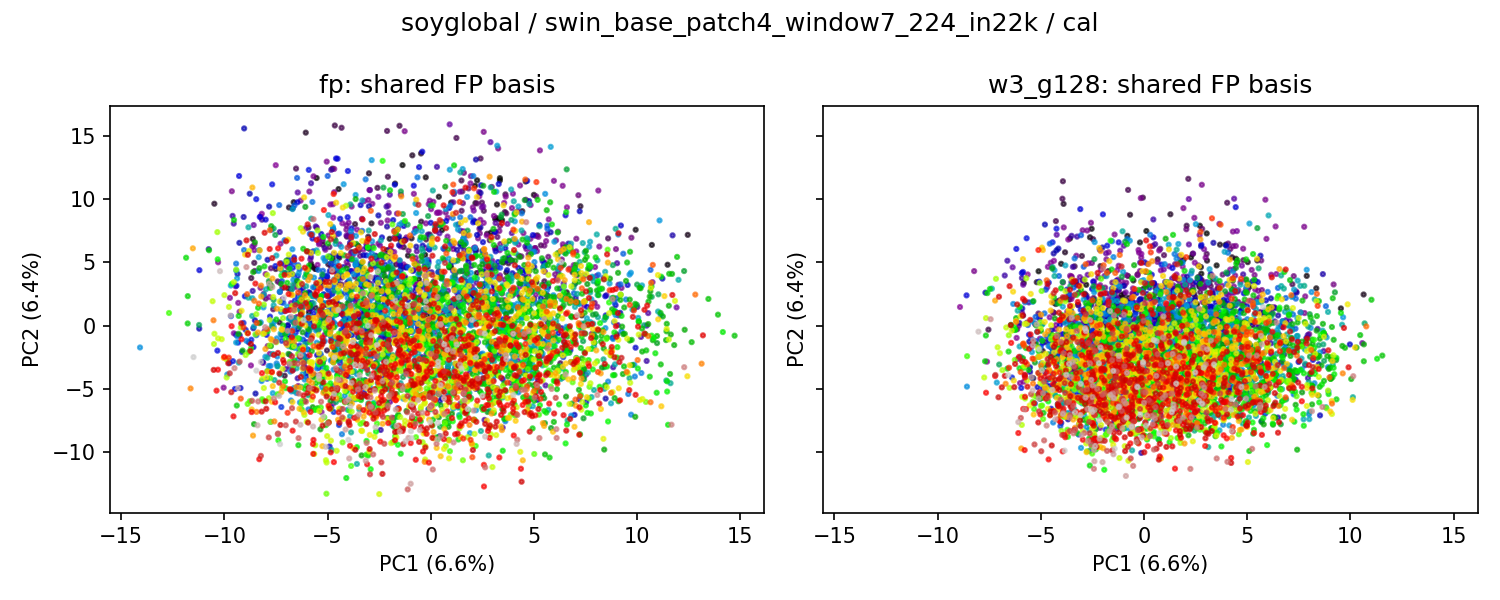 soyglobal / swin_base_patch4_window7_224_in22k / cal
fp: shared FP basis
w3_g128: shared FP basis
15
10
5
0
−5
−10
PC2 (6.4%)
PC2 (6.4%)
−15 −10 −5 0 5 10 15
−15 −10 −5 0 5 10 15
PC1 (6.6%)
PC1 (6.6%)